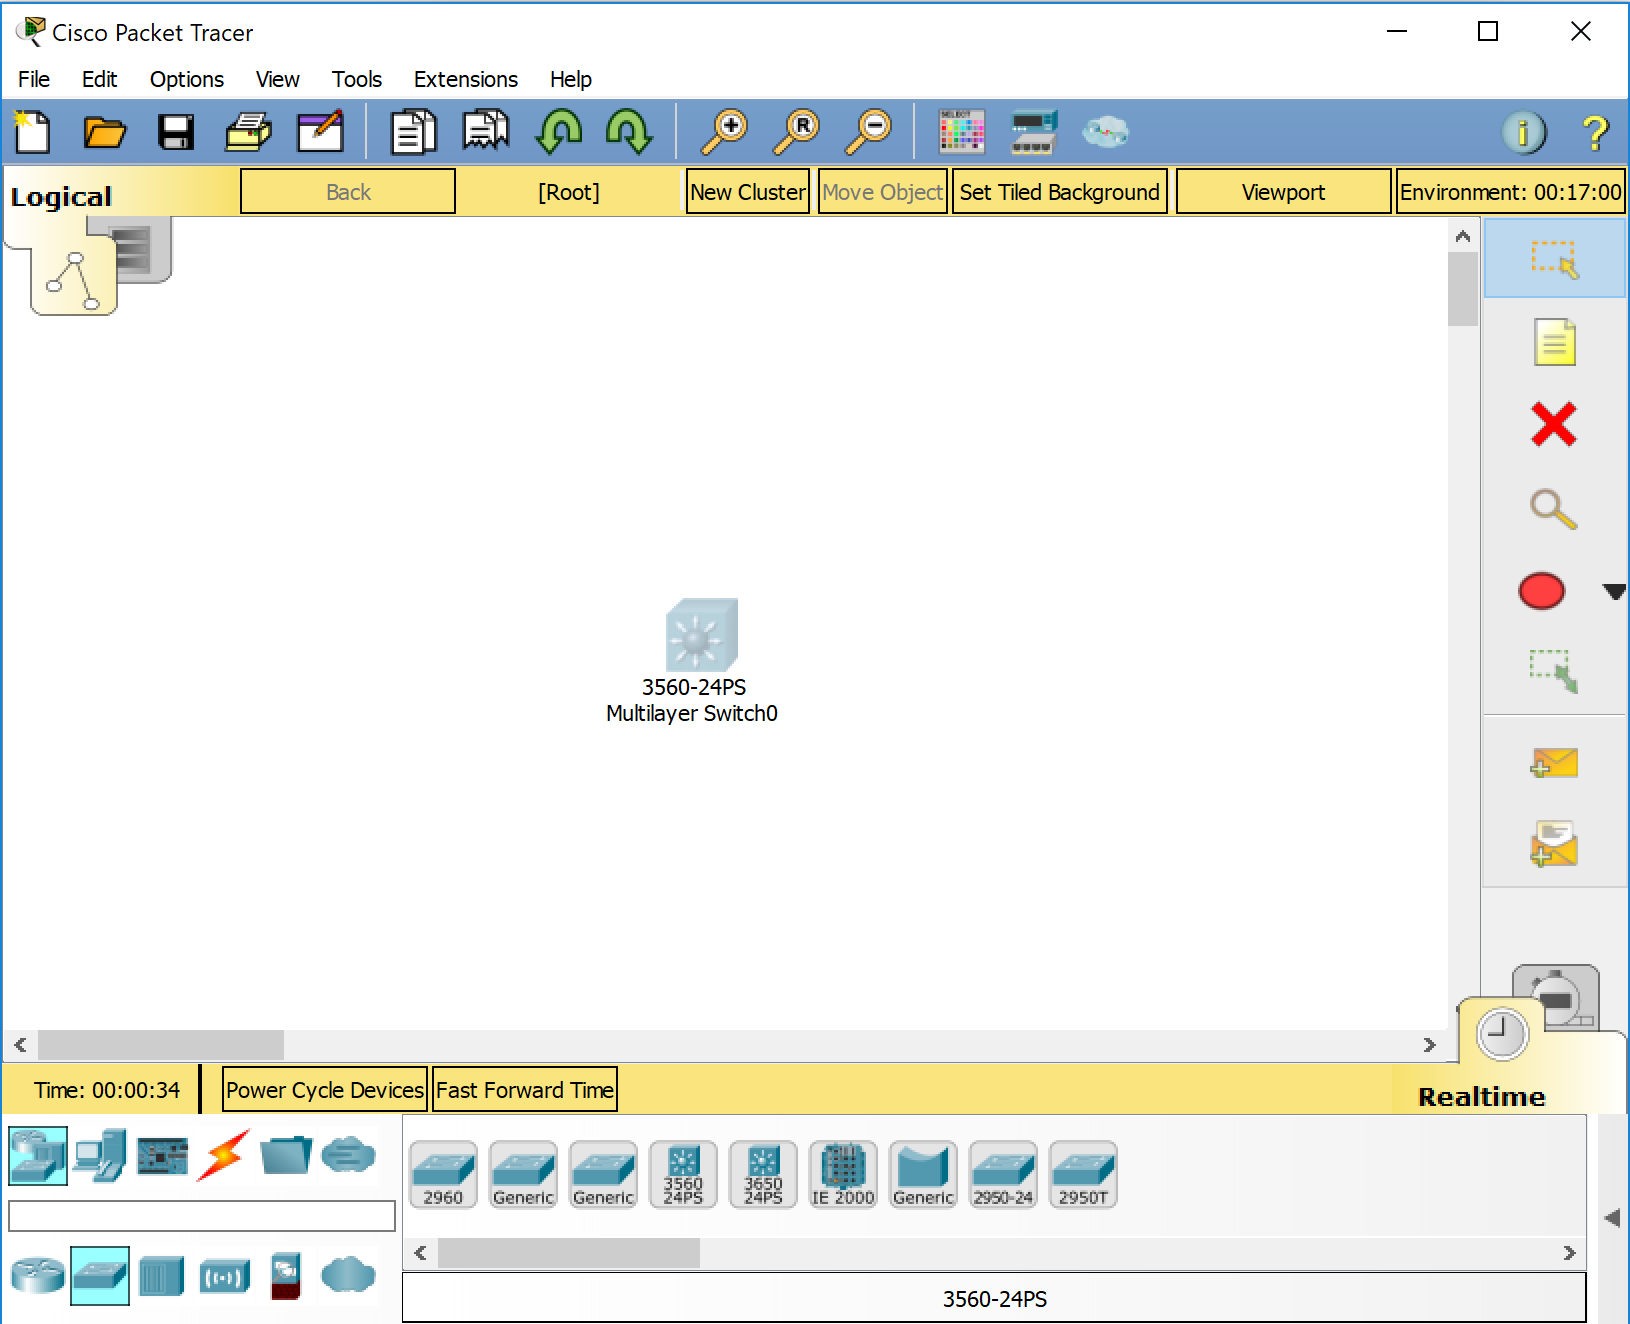 Cisco Packet Tracer
File Edit Options View Tools Extensions Help
SELECT
R
i ?
Logical Back [Root] New Cluster Move Object Set Tiled Background Viewport Environment: 00:17:00
3560-24PS
Multilayer Switch0
Time: 00:00:34 Power Cycle Devices Fast Forward Time Realtime
2960 Generic Generic 3560 24PS 3650 24PS IE 2000 Generic 2950-24 2950T
3560-24PS